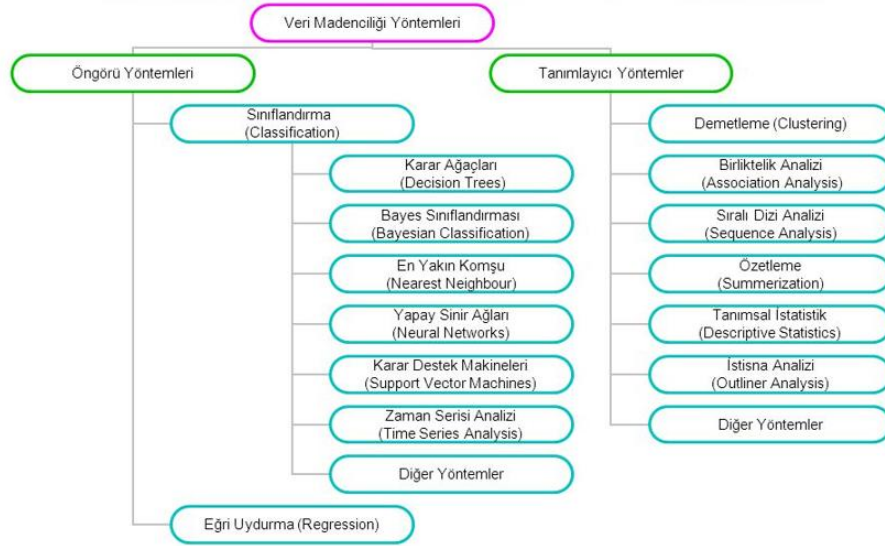 Veri Madenciliği Yöntemleri
Öngörü Yöntemleri
Sınıflandırma
(Classification)
Karar Ağaçları
(Decision Trees)
Bayes Sınıflandırması
(Bayesian Classification)
En Yakın Komşu
(Nearest Neighbour)
Yapay Sinir Ağları
(Neural Networks)
Karar Destek Makineleri
(Support Vector Machines)
Zaman Serisi Analizi
(Time Series Analysis)
Diğer Yöntemler
Eğri Uydurma (Regression)
Tanımlayıcı Yöntemler
Demetleme (Clustering)
Birliktelik Analizi
(Association Analysis)
Sıralı Dizi Analizi
(Sequence Analysis)
Özetleme
(Summerization)
Tanımsal İstatistik
(Descriptive Statistics)
İstisna Analizi
(Outliner Analysis)
Diğer Yöntemler